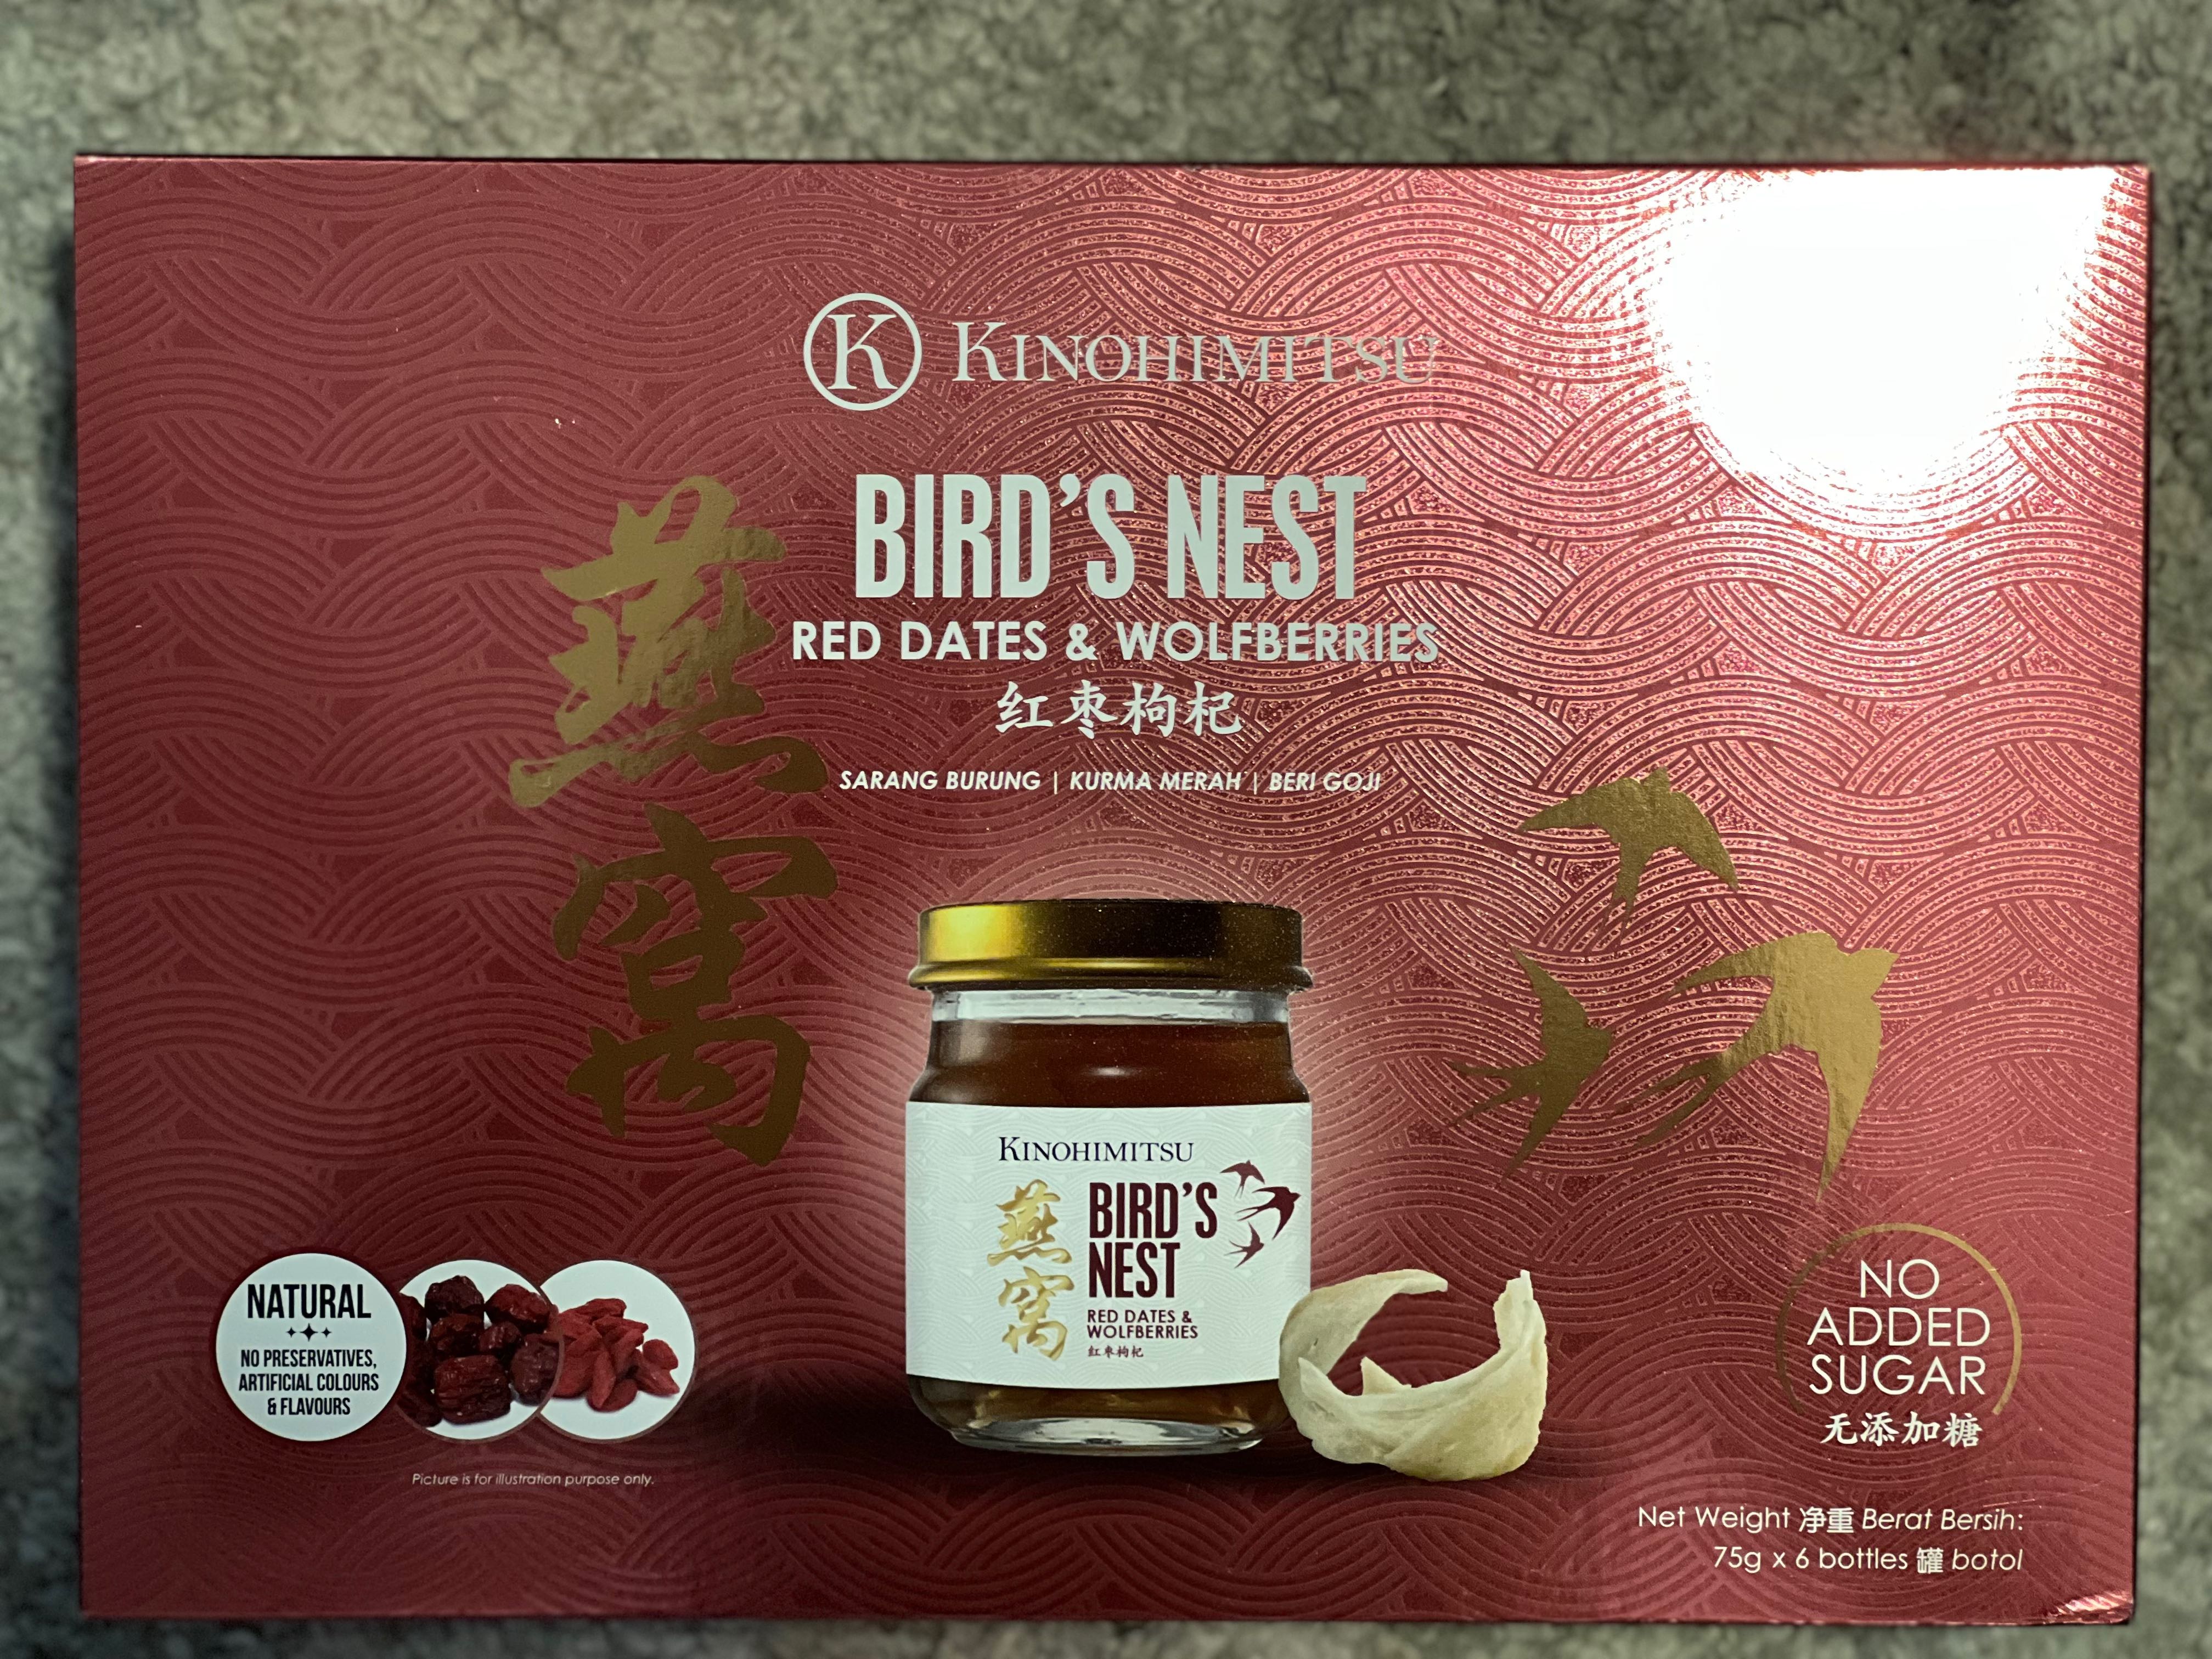 K KINOHIMITSU
燕窝
BIRD'S NEST
RED DATES & WOLFBERRIES
红枣枸杞
SARANG BURUNG | KURMA MERAH | BERI GOJI
KINOHIMITSU
燕窝
BIRD'S
NEST
RED DATES &
WOLFBERRIES
红枣枸杞
NATURAL
NO PRESERVATIVES,
ARTIFICIAL COLOURS
& FLAVOURS
Picture is for illustration purpose only.
NO
ADDED
SUGAR
无添加糖
Net Weight 净重 Berat Bersih:
75g x 6 bottles 罐 botol